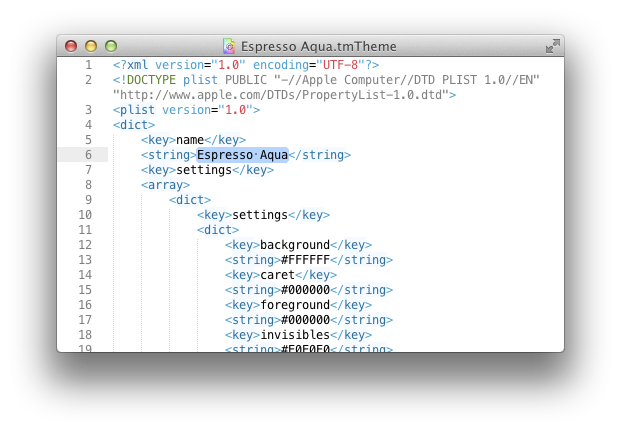 Espresso Aqua.tmTheme
1 <?xml version="1.0" encoding="UTF-8"?>
2 <!DOCTYPE plist PUBLIC "-//Apple Computer//DTD PLIST 1.0//EN"
"http://www.apple.com/DTDs/PropertyList-1.0.dtd">
3 <plist version="1.0">
4 <dict>
5 <key>name</key>
6 <string>Espresso·Aqua</string>
7 <key>settings</key>
8 <array>
9 <dict>
10 <key>settings</key>
11 <dict>
12 <key>background</key>
13 <string>#FFFFFF</string>
14 <key>caret</key>
15 <string>#000000</string>
16 <key>foreground</key>
17 <string>#000000</string>
18 <key>invisibles</key>
19 <string>#E0E0E0</string>